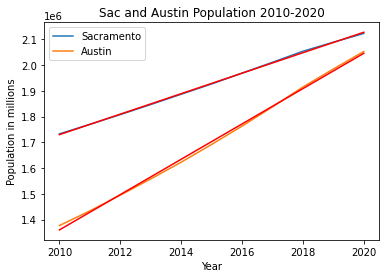 Sac and Austin Population 2010-2020
1e6
Sacramento
Austin
2.1
2.0
1.9
1.8
1.7
1.6
1.5
1.4
Population in millions
2010 2012 2014 2016 2018 2020
Year